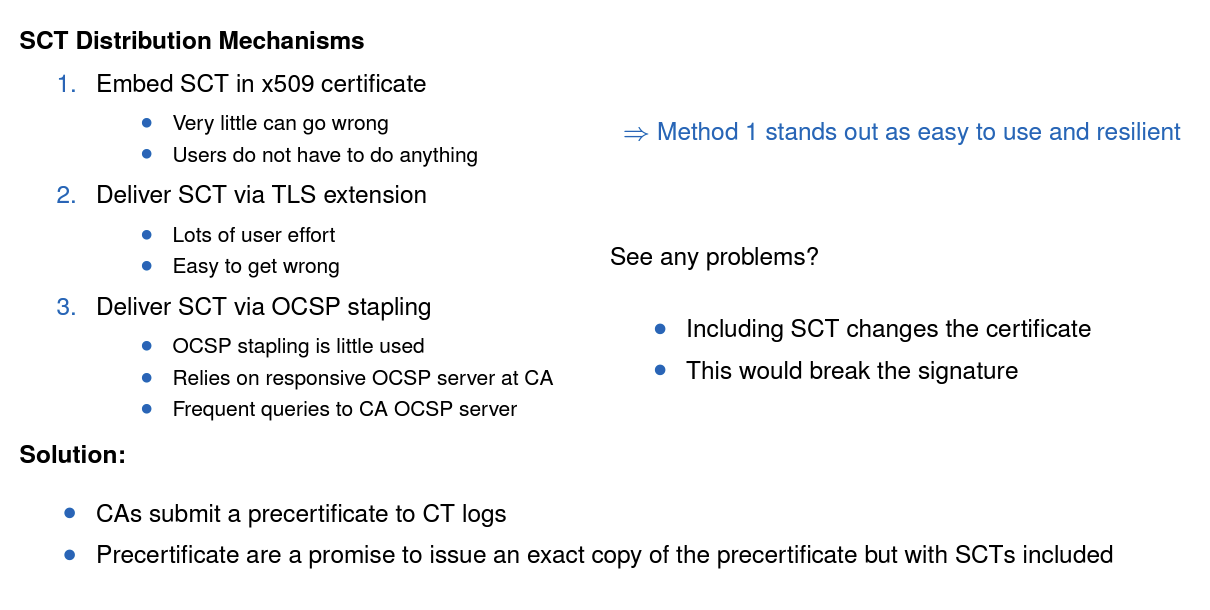 SCT Distribution Mechanisms
1. Embed SCT in x509 certificate
• Very little can go wrong
• Users do not have to do anything
⇒ Method 1 stands out as easy to use and resilient
2. Deliver SCT via TLS extension
• Lots of user effort
• Easy to get wrong
3. Deliver SCT via OCSP stapling
• OCSP stapling is little used
• Relies on responsive OCSP server at CA
• Frequent queries to CA OCSP server
See any problems?
• Including SCT changes the certificate
• This would break the signature
Solution:
• CAs submit a precertificate to CT logs
• Precertificate are a promise to issue an exact copy of the precertificate but with SCTs included